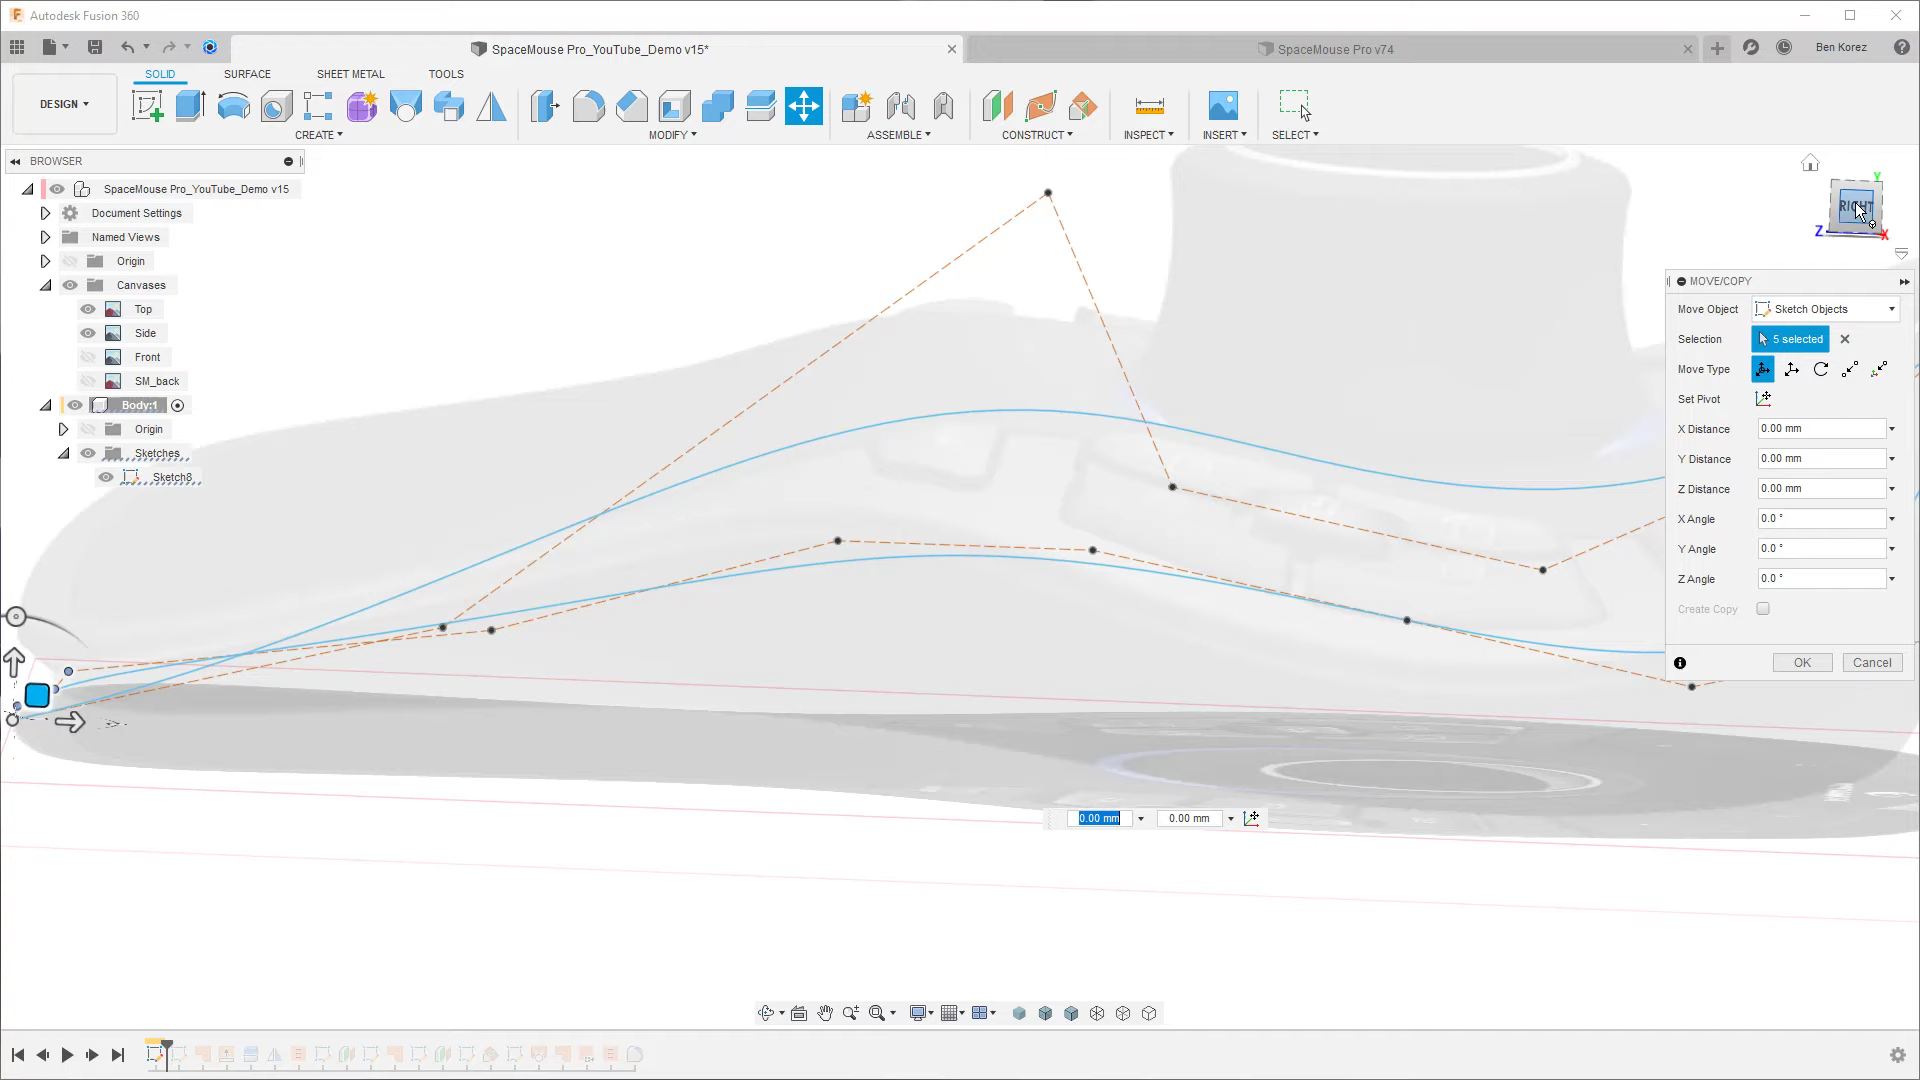 Autodesk Fusion 360
SpaceMouse Pro_YouTube_Demo v15*
SpaceMouse Pro v74
Ben Korez
DESIGN
SOLID
SURFACE
SHEET METAL
TOOLS
CREATE
MODIFY
ASSEMBLE
CONSTRUCT
INSPECT
INSERT
SELECT
BROWSER
SpaceMouse Pro_YouTube_Demo v15
Document Settings
Named Views
Origin
Canvases
Top
Side
Front
SM_back
Body:1
Origin
Sketches
Sketch8
Y
RIGHT
Z
X
MOVE/COPY
Move Object
Sketch Objects
Selection
5 selected
Move Type
Set Pivot
X Distance
0.00 mm
Y Distance
0.00 mm
Z Distance
0.00 mm
X Angle
0.0 °
Y Angle
0.0 °
Z Angle
0.0 °
Create Copy
OK
Cancel
0.00 mm
0.00 mm